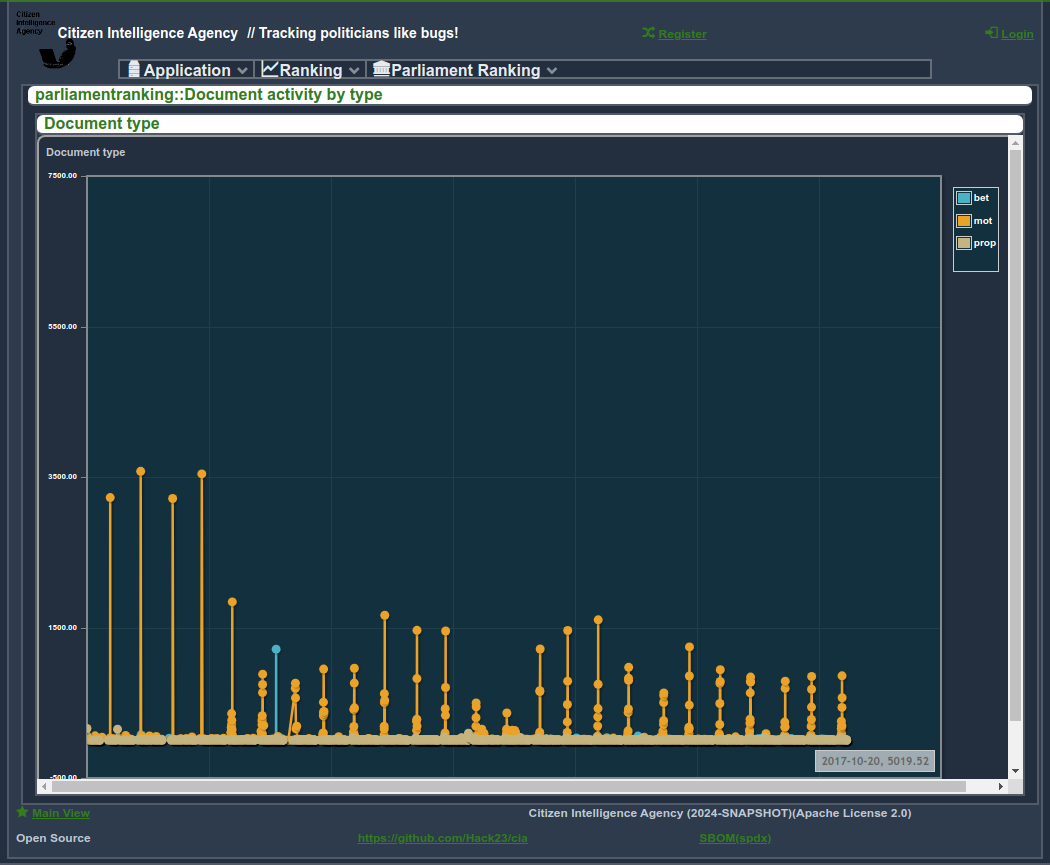 Citizen
Intelligence
Agency
Citizen Intelligence Agency // Tracking politicians like bugs!
Register
Login
Application
Ranking
Parliament Ranking
parliamentranking::Document activity by type
Document type
Document type
7500.00
5500.00
3500.00
1500.00
-500.00
bet
mot
prop
2017-10-20, 5019.52
Main View
Citizen Intelligence Agency (2024-SNAPSHOT)(Apache License 2.0)
Open Source
https://github.com/Hack23/cia
SBOM(spdx)